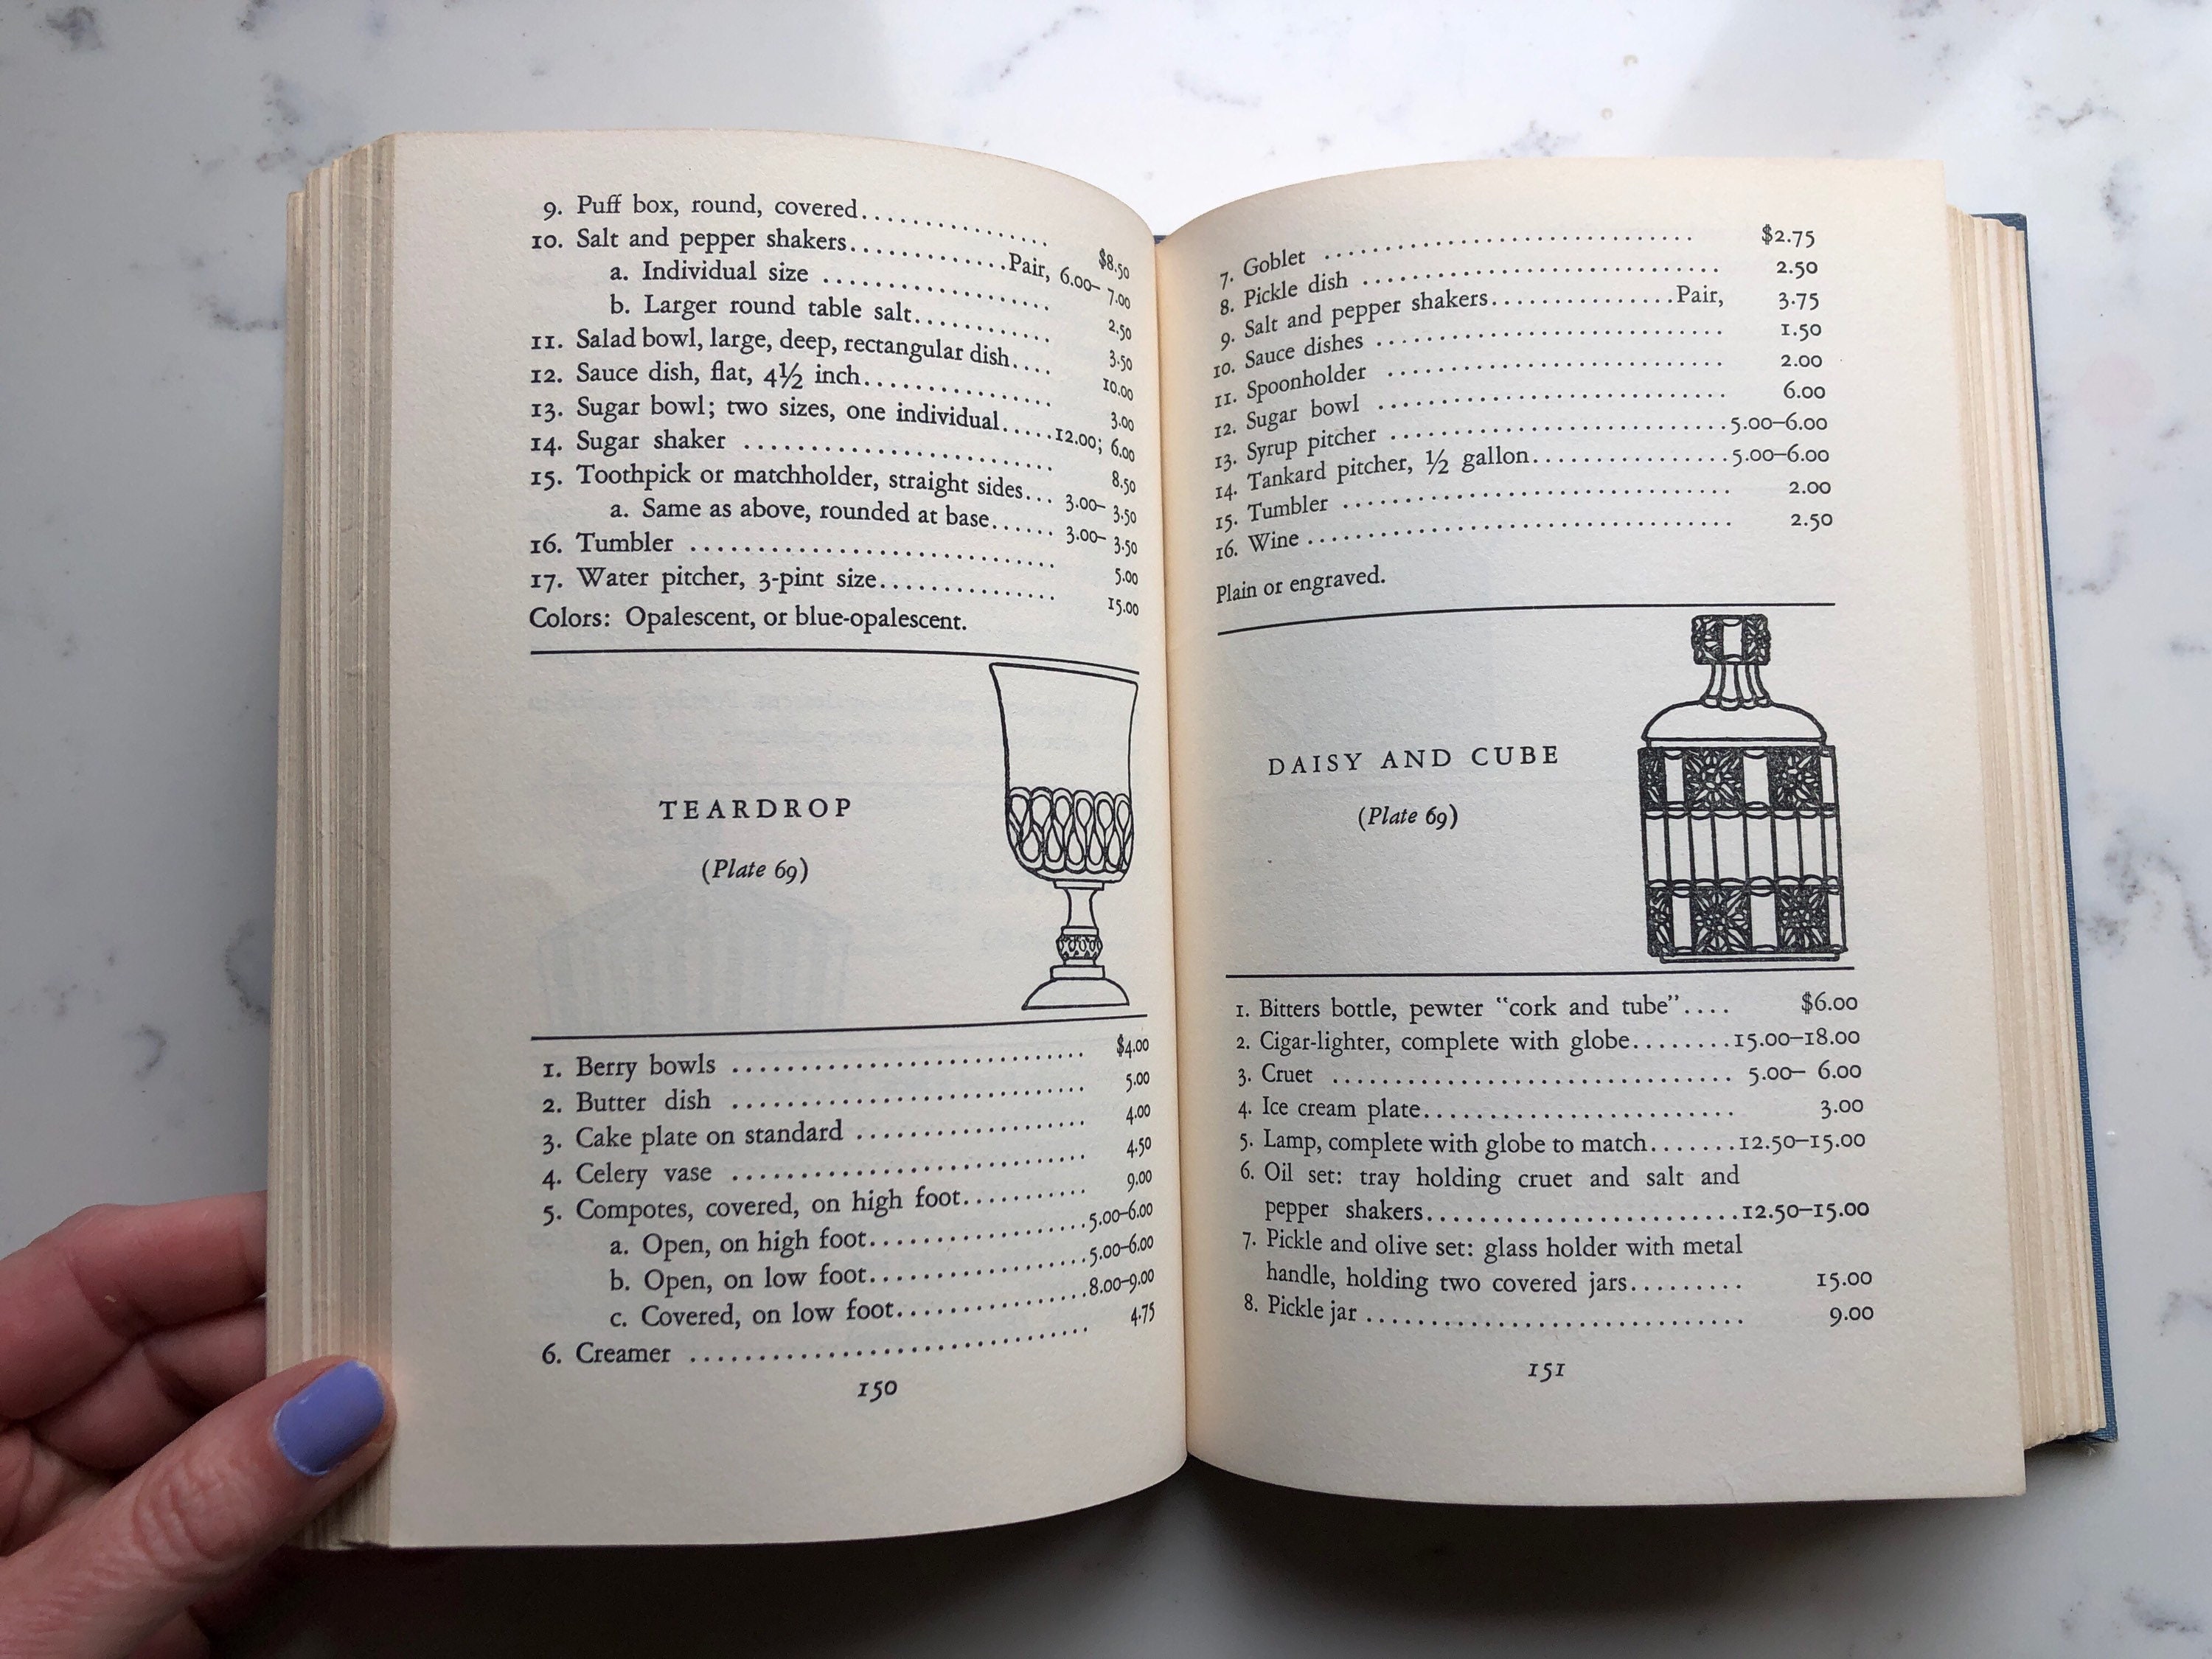 9. Puff box, round, covered.............. $8.50
10. Salt and pepper shakers............Pair, 6.00– 7.00
a. Individual size .................. 2.50
b. Larger round table salt............ 3.50
11. Salad bowl, large, deep, rectangular dish.... 10.00
12. Sauce dish, flat, 4½ inch.............. 3.00
13. Sugar bowl; two sizes, one individual.....12.00; 6.00
14. Sugar shaker ........................ 8.50
15. Toothpick or matchholder, straight sides... 3.00– 3.50
a. Same as above, rounded at base...... 3.00– 3.50
16. Tumbler ........................... 5.00
17. Water pitcher, 3-pint size............. 15.00
Colors: Opalescent, or blue-opalescent.
TEARDROP
(Plate 69)
1. Berry bowls .......................... $4.00
2. Butter dish .......................... 5.00
3. Cake plate on standard ................. 4.00
4. Celery vase .......................... 4.50
5. Compotes, covered, on high foot.......... 9.00
a. Open, on high foot................5.00–6.00
b. Open, on low foot................5.00–6.00
c. Covered, on low foot..............8.00–9.00
6. Creamer ............................. 4.75
150
7. Goblet ............................ $2.75
8. Pickle dish .......................... 2.50
9. Salt and pepper shakers...............Pair, 3.75
10. Sauce dishes .......................... 1.50
11. Spoonholder ......................... 2.00
12. Sugar bowl .......................... 6.00
13. Syrup pitcher .........................5.00–6.00
14. Tankard pitcher, ½ gallon................5.00–6.00
15. Tumbler ............................ 2.00
16. Wine ............................... 2.50
Plain or engraved.
DAISY AND CUBE
(Plate 69)
1. Bitters bottle, pewter “cork and tube”.... $6.00
2. Cigar-lighter, complete with globe........15.00–18.00
3. Cruet .............................. 5.00– 6.00
4. Ice cream plate....................... 3.00
5. Lamp, complete with globe to match.......12.50–15.00
6. Oil set: tray holding cruet and salt and
pepper shakers.......................12.50–15.00
7. Pickle and olive set: glass holder with metal
handle, holding two covered jars......... 15.00
8. Pickle jar ............................ 9.00
151